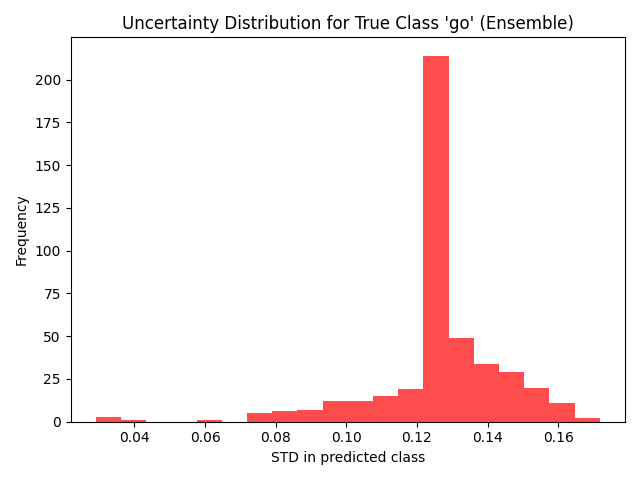 Uncertainty Distribution for True Class 'go' (Ensemble)
200
175
150
125
100
75
50
25
0
Frequency
0.04 0.06 0.08 0.10 0.12 0.14 0.16
STD in predicted class